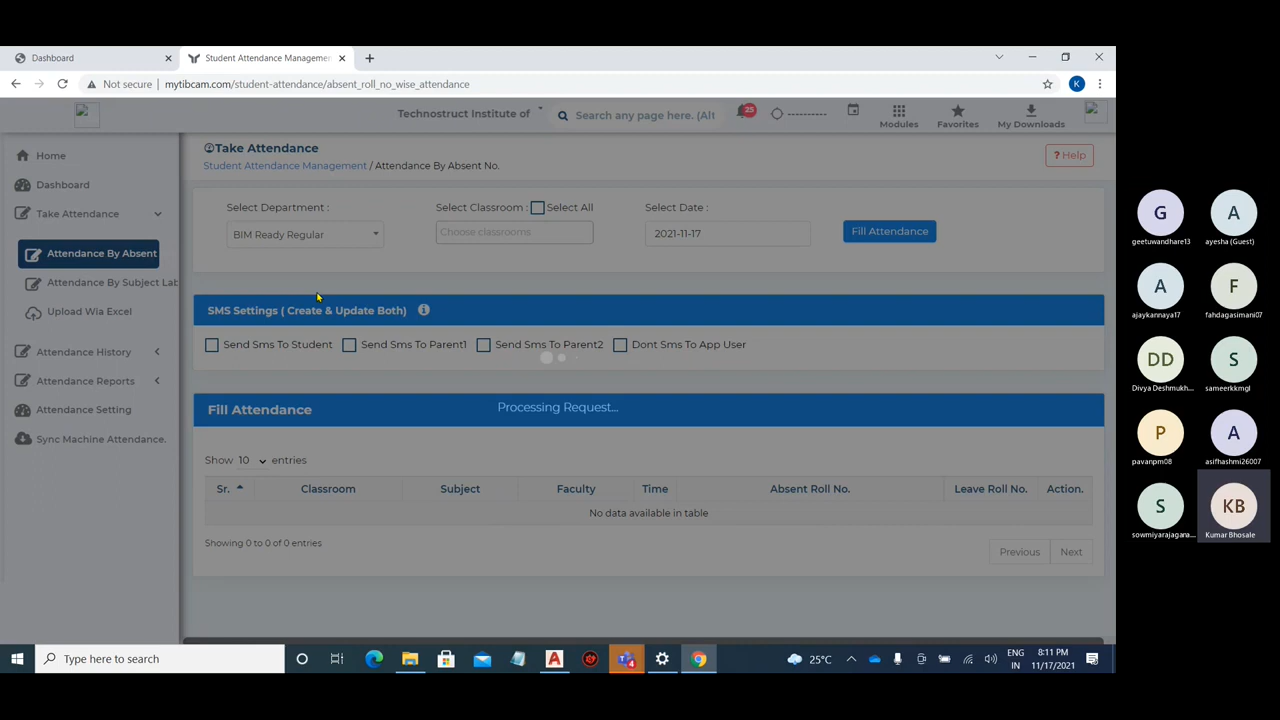 Dashboard
Student Attendance Managemen
Not secure
mytibcam.com/student-attendance/absent_roll_no_wise_attendance
K
Technostruct Institute of
Search any page here. (Alt
25
----------
Modules
Favorites
My Downloads
Home
Dashboard
Take Attendance
Attendance By Absent
Attendance By Subject Lab
Upload Wia Excel
Attendance History
Attendance Reports
Attendance Setting
Sync Machine Attendance.
Take Attendance
Student Attendance Management / Attendance By Absent No.
? Help
Select Department :
Select Classroom :
Select All
Select Date :
BIM Ready Regular
Choose classrooms
2021-11-17
Fill Attendance
SMS Settings ( Create & Update Both)
Send Sms To Student
Send Sms To Parent1
Send Sms To Parent2
Dont Sms To App User
Processing Request...
Fill Attendance
Show 10 entries
Sr.
Classroom
Subject
Faculty
Time
Absent Roll No.
Leave Roll No.
Action.
No data available in table
Showing 0 to 0 of 0 entries
Previous
Next
G
geetuwandhare13
A
ayesha (Guest)
A
ajaykannaya17
F
fahdagasimani07
DD
Divya Deshmukh...
S
sameerkkmgl
P
pavanpm08
A
asifhashmi26007
S
sowmiyarajagana...
KB
Kumar Bhosale
Type here to search
A
4
25°C
ENG
IN
8:11 PM
11/17/2021